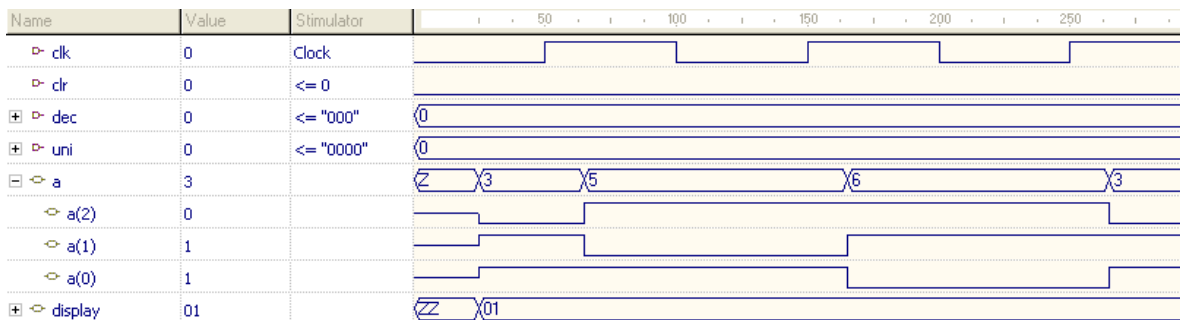 Name Value Stimulator 50 100 150 200 250
clk 0 Clock
clr 0 <= 0
dec 0 <= "000" 0
uni 0 <= "0000" 0
a 3 Z 3 5 6 3
a(2) 0
a(1) 1
a(0) 1
display 01 ZZ 01